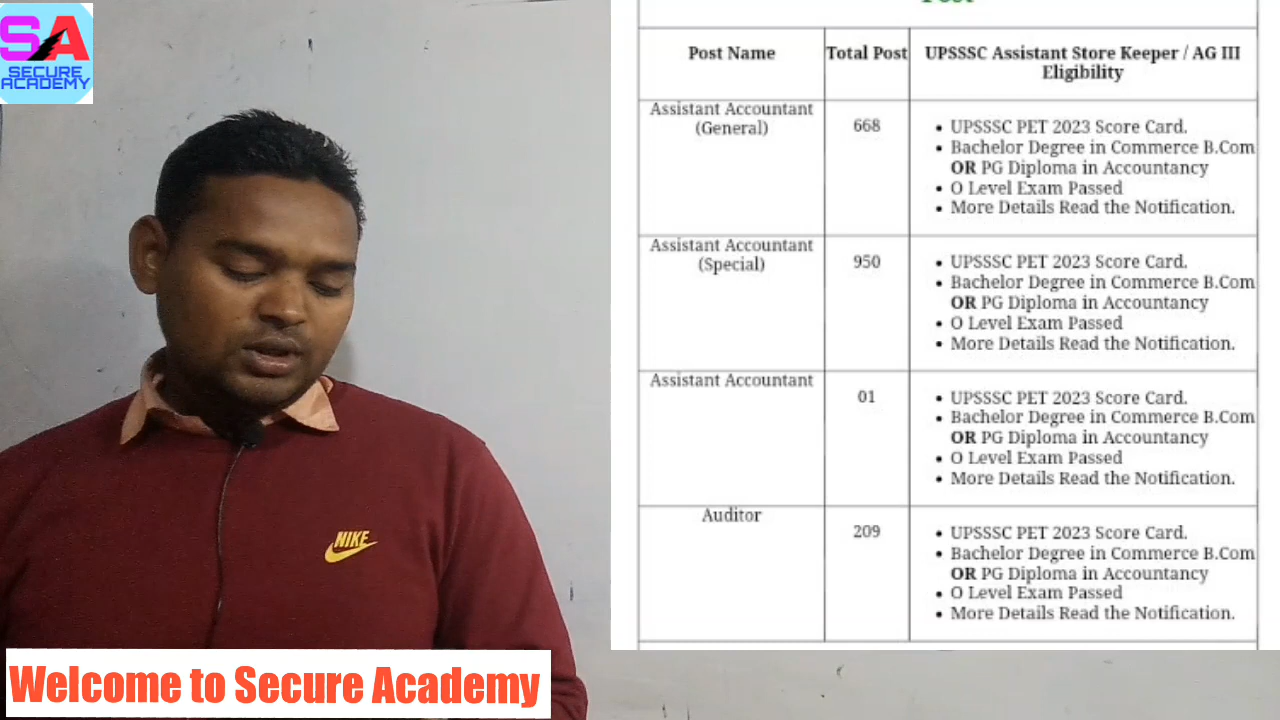 SA
SECURE
ACADEMY
Post Name
Total Post
UPSSSC Assistant Store Keeper / AG III
Eligibility
Assistant Accountant
(General)
668
• UPSSSC PET 2023 Score Card.
• Bachelor Degree in Commerce B.Com
OR PG Diploma in Accountancy
• O Level Exam Passed
• More Details Read the Notification.
Assistant Accountant
(Special)
950
• UPSSSC PET 2023 Score Card.
• Bachelor Degree in Commerce B.Com
OR PG Diploma in Accountancy
• O Level Exam Passed
• More Details Read the Notification.
Assistant Accountant
01
• UPSSSC PET 2023 Score Card.
• Bachelor Degree in Commerce B.Com
OR PG Diploma in Accountancy
• O Level Exam Passed
• More Details Read the Notification.
Auditor
209
• UPSSSC PET 2023 Score Card.
• Bachelor Degree in Commerce B.Com
OR PG Diploma in Accountancy
• O Level Exam Passed
• More Details Read the Notification.
NIKE
Welcome to Secure Academy